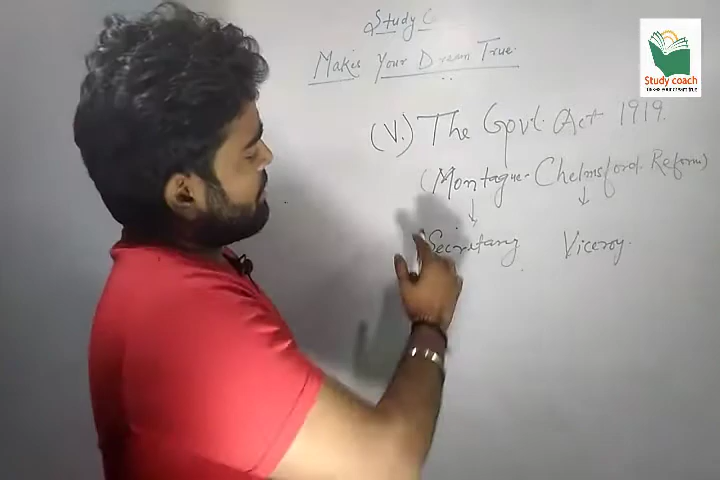 Study C
Makes Your Dream True.
Study coach
(V.) The Govt. Act 1919.
(Montague-Chelmsford Reform)
Secretary Viceroy.